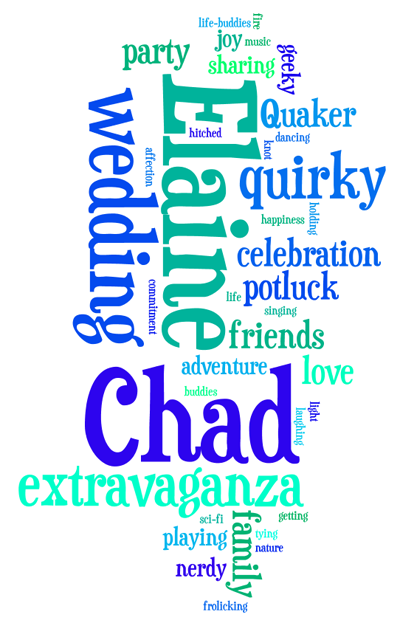 life-buddies
fire
joy
music
party
sharing
geeky
Elaine
hitched
Quaker
dancing
knot
wedding
affection
quirky
holding
happiness
celebration
commitment
life
potluck
singing
friends
adventure
love
buddies
Chad
light
laughing
extravaganza
sci-fi
family
getting
playing
tying
nature
nerdy
frolicking